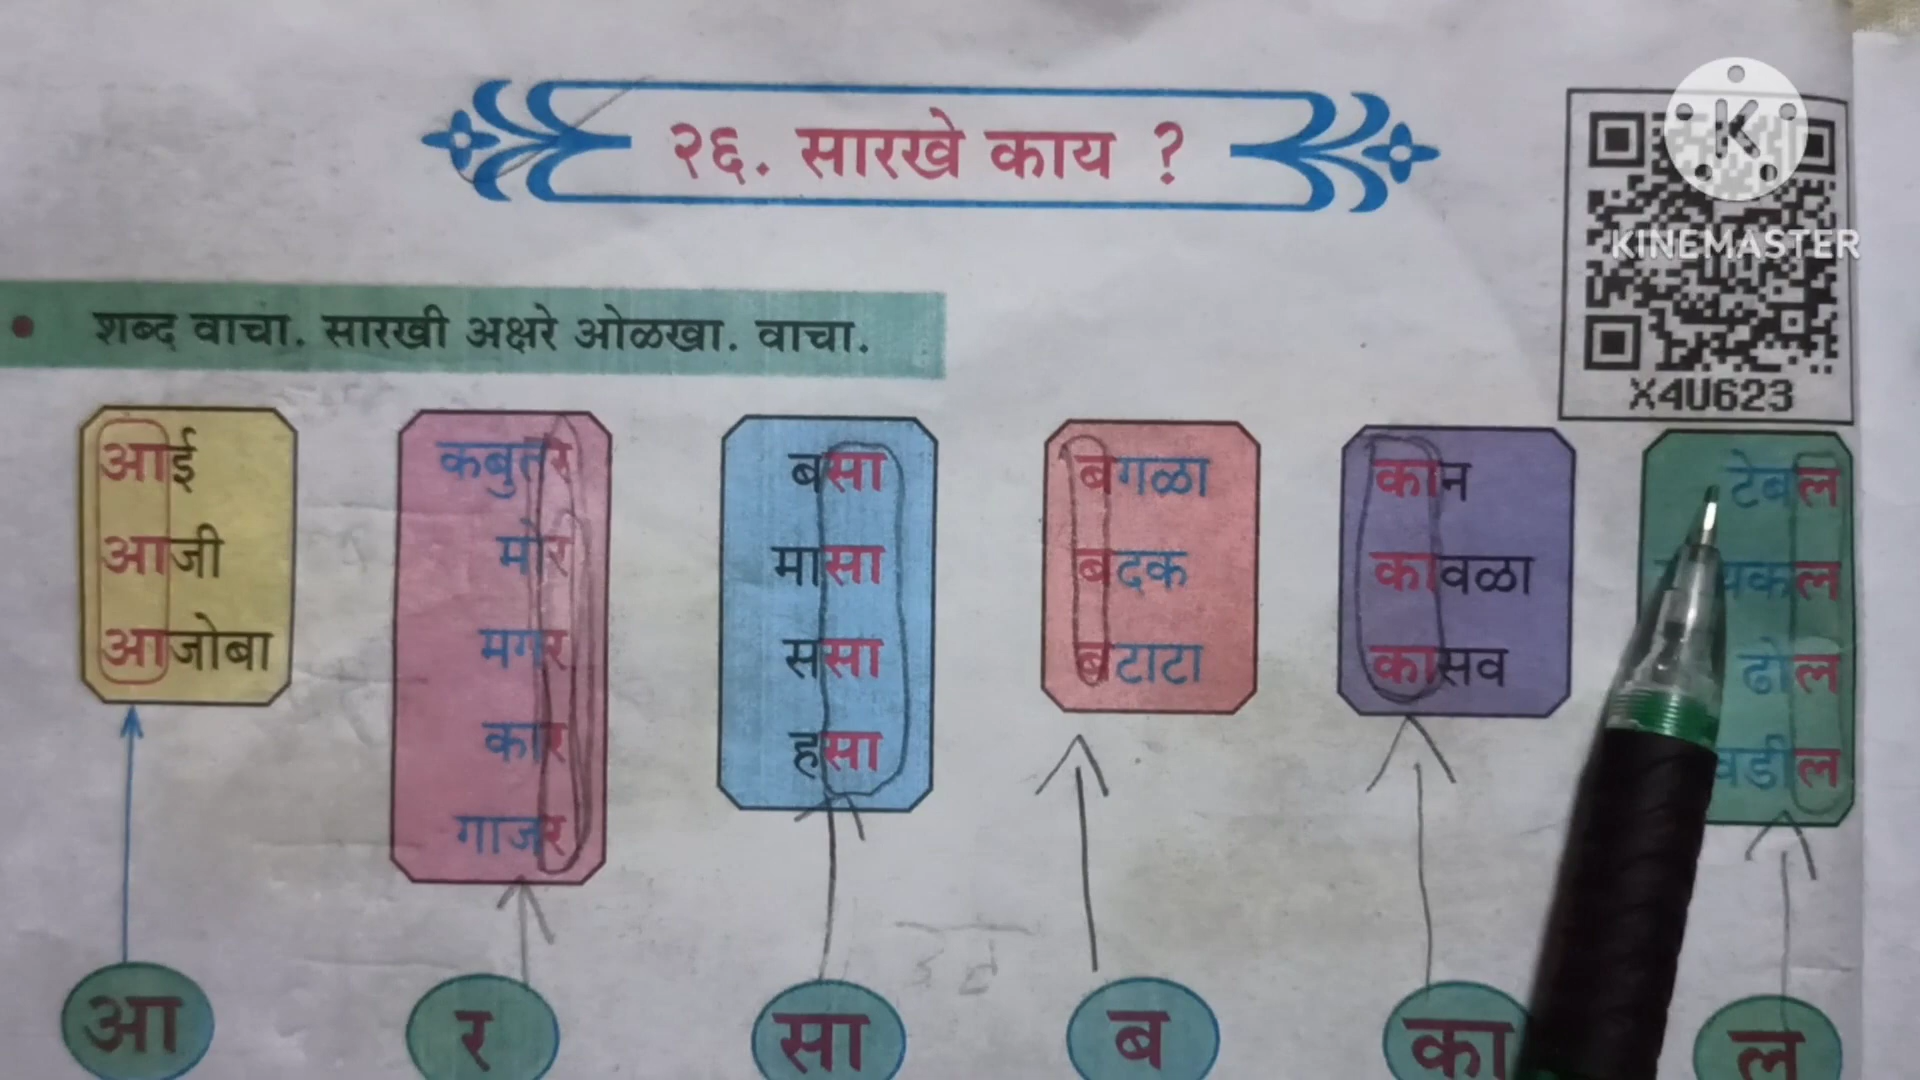 २६. सारखे काय ?
KINEMASTER
X4U623
शब्द वाचा. सारखी अक्षरे ओळखा. वाचा.
आई
आजी
आजोबा
कबुतर
मोर
मगर
कार
गाजर
बसा
मासा
ससा
हसा
बगळा
बदक
बटाटा
कान
कावळा
कासव
टेबल
ढोल
वडील
आ
र
सा
ब
का
ल